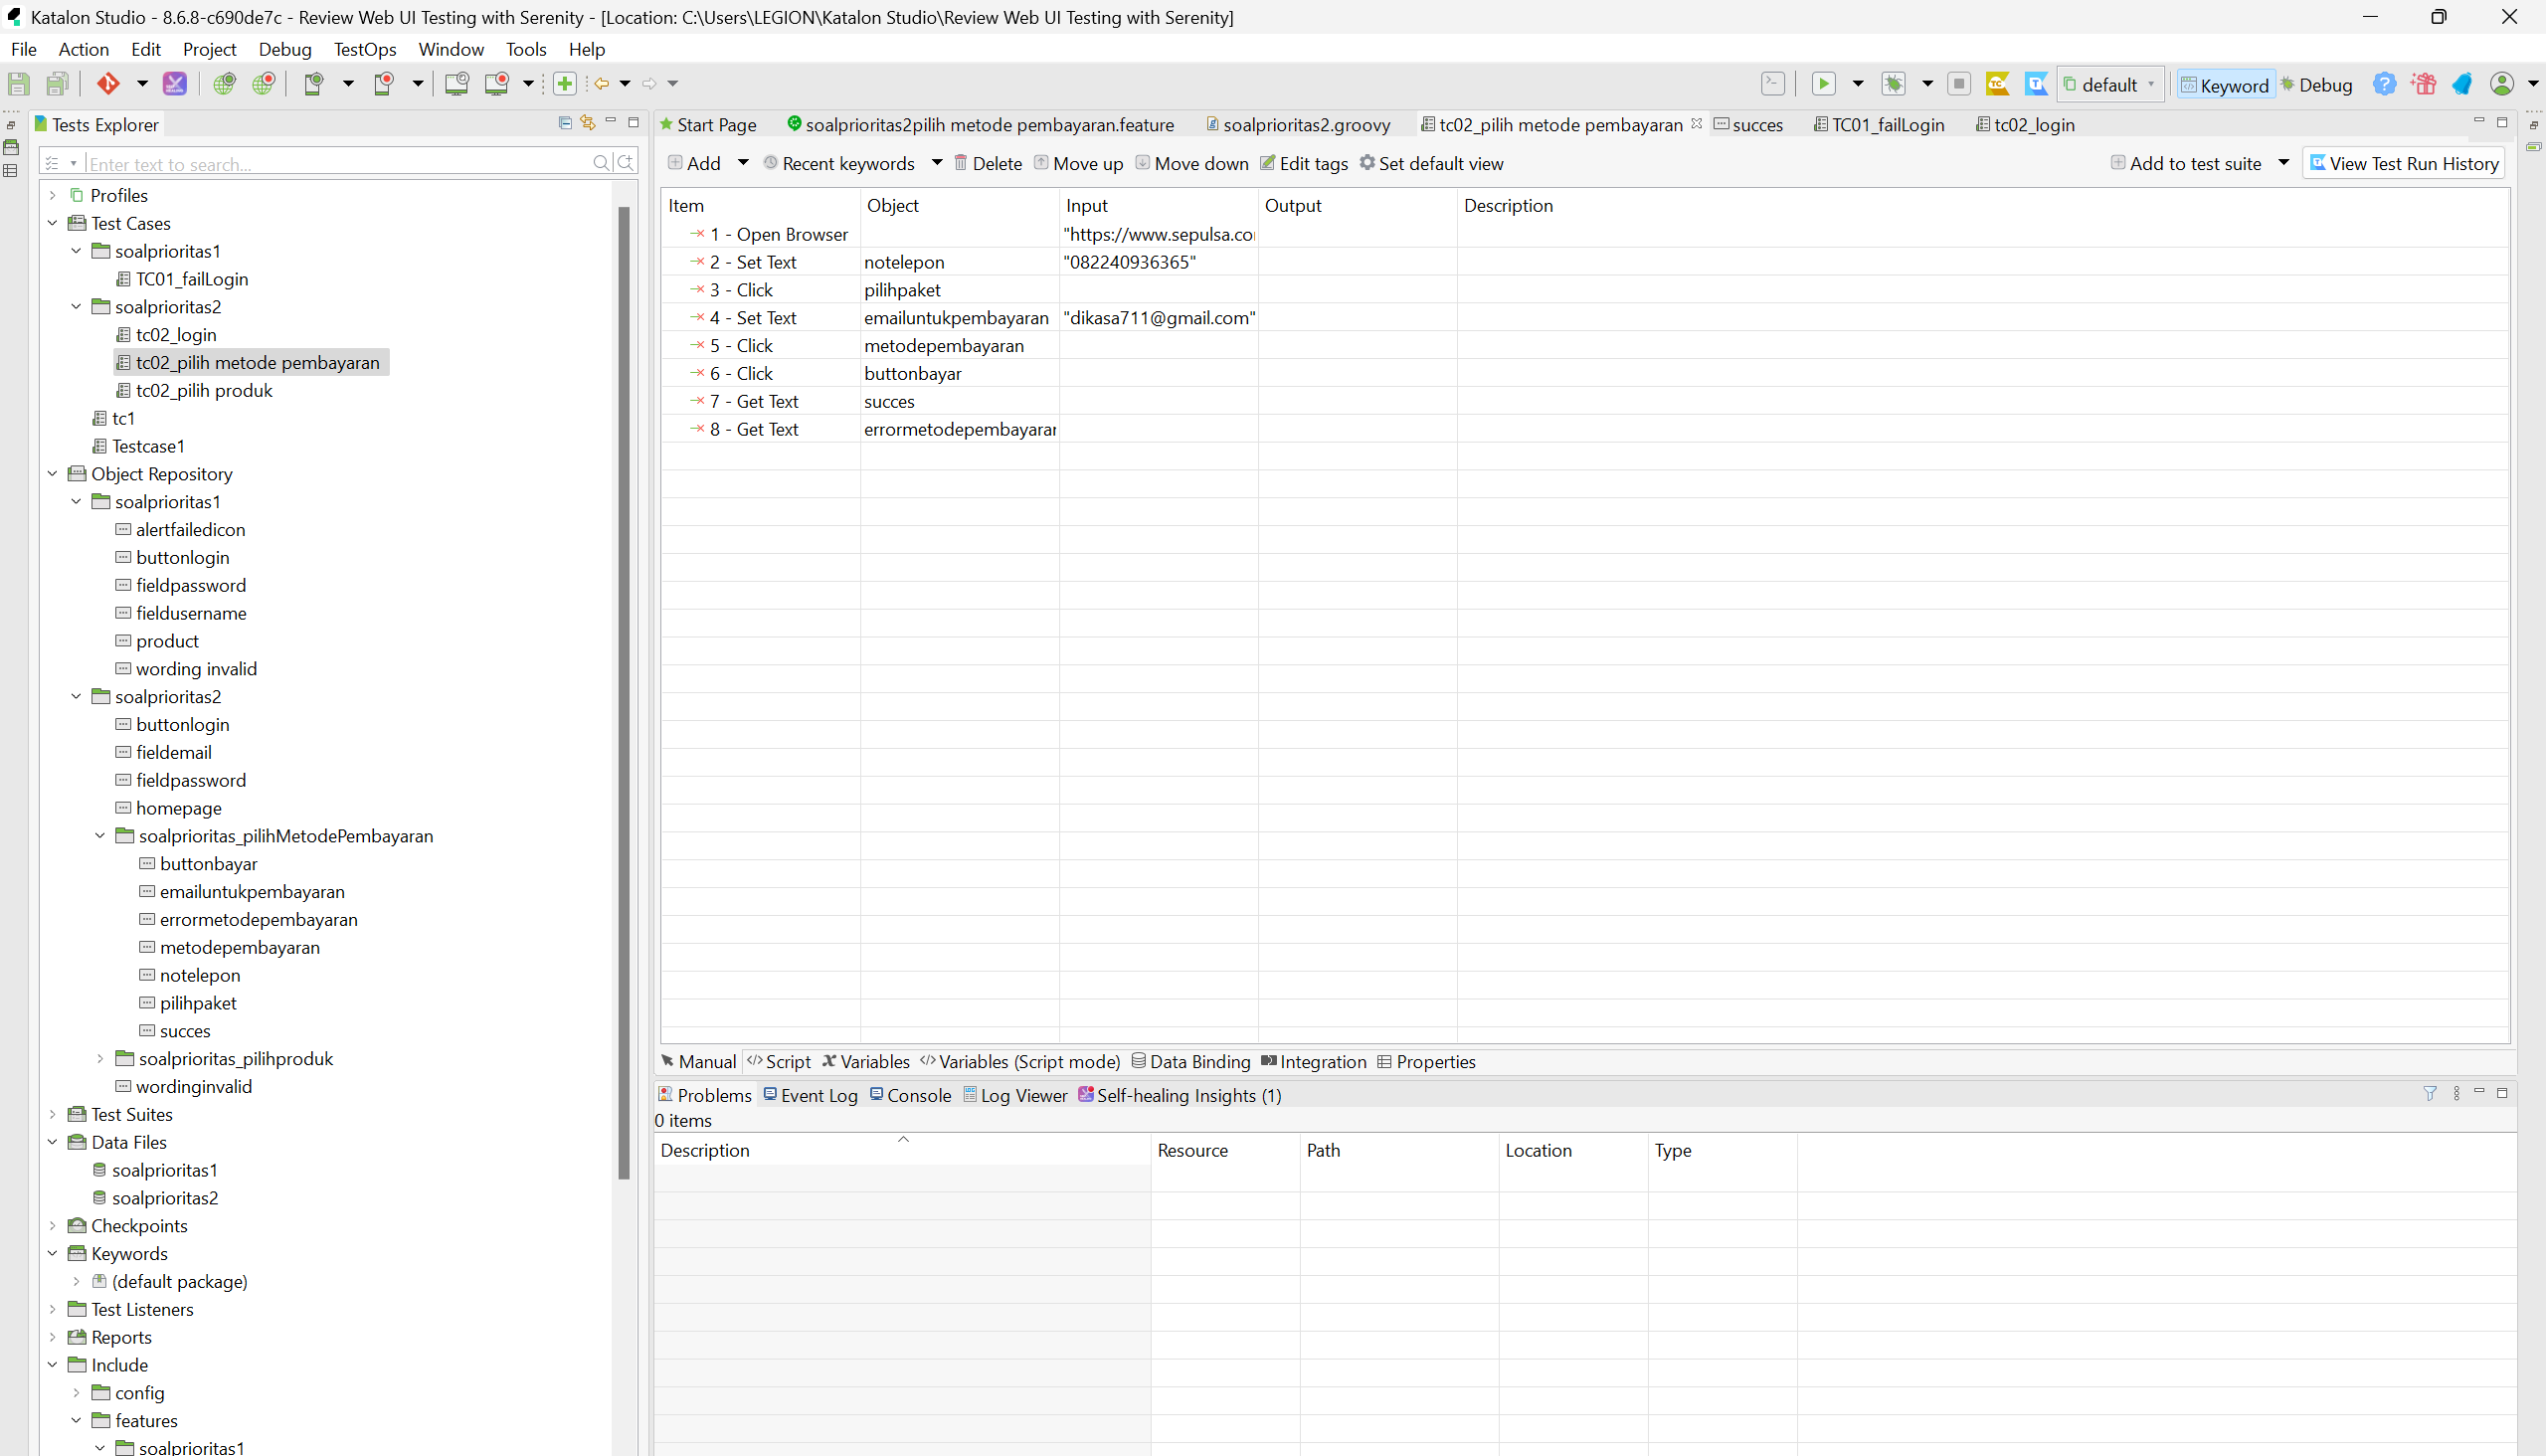 Katalon Studio - 8.6.8-c690de7c - Review Web UI Testing with Serenity - [Location: C:\Users\LEGION\Katalon Studio\Review Web UI Testing with Serenity]
File Action Edit Project Debug TestOps Window Tools Help
default Keyword Debug
Tests Explorer
Enter text to search...
Profiles
Test Cases
soalprioritas1
TC01_failLogin
soalprioritas2
tc02_login
tc02_pilih metode pembayaran
tc02_pilih produk
tc1
Testcase1
Object Repository
soalprioritas1
alertfailedicon
buttonlogin
fieldpassword
fieldusername
product
wording invalid
soalprioritas2
buttonlogin
fieldemail
fieldpassword
homepage
soalprioritas_pilihMetodePembayaran
buttonbayar
emailuntukpembayaran
errormetodepembayaran
metodepembayaran
notelepon
pilihpaket
succes
soalprioritas_pilihproduk
wordinginvalid
Test Suites
Data Files
soalprioritas1
soalprioritas2
Checkpoints
Keywords
(default package)
Test Listeners
Reports
Include
config
features
soalprioritas1
Start Page soalprioritas2pilih metode pembayaran.feature soalprioritas2.groovy tc02_pilih metode pembayaran succes TC01_failLogin tc02_login
Add Recent keywords Delete Move up Move down Edit tags Set default view Add to test suite View Test Run History
Item Object Input Output Description
1 - Open Browser "https://www.sepulsa.co
2 - Set Text notelepon "082240936365"
3 - Click pilihpaket
4 - Set Text emailuntukpembayaran "dikasa711@gmail.com"
5 - Click metodepembayaran
6 - Click buttonbayar
7 - Get Text succes
8 - Get Text errormetodepembayaran
Manual Script Variables Variables (Script mode) Data Binding Integration Properties
Problems Event Log Console Log Viewer Self-healing Insights (1)
0 items
Description Resource Path Location Type